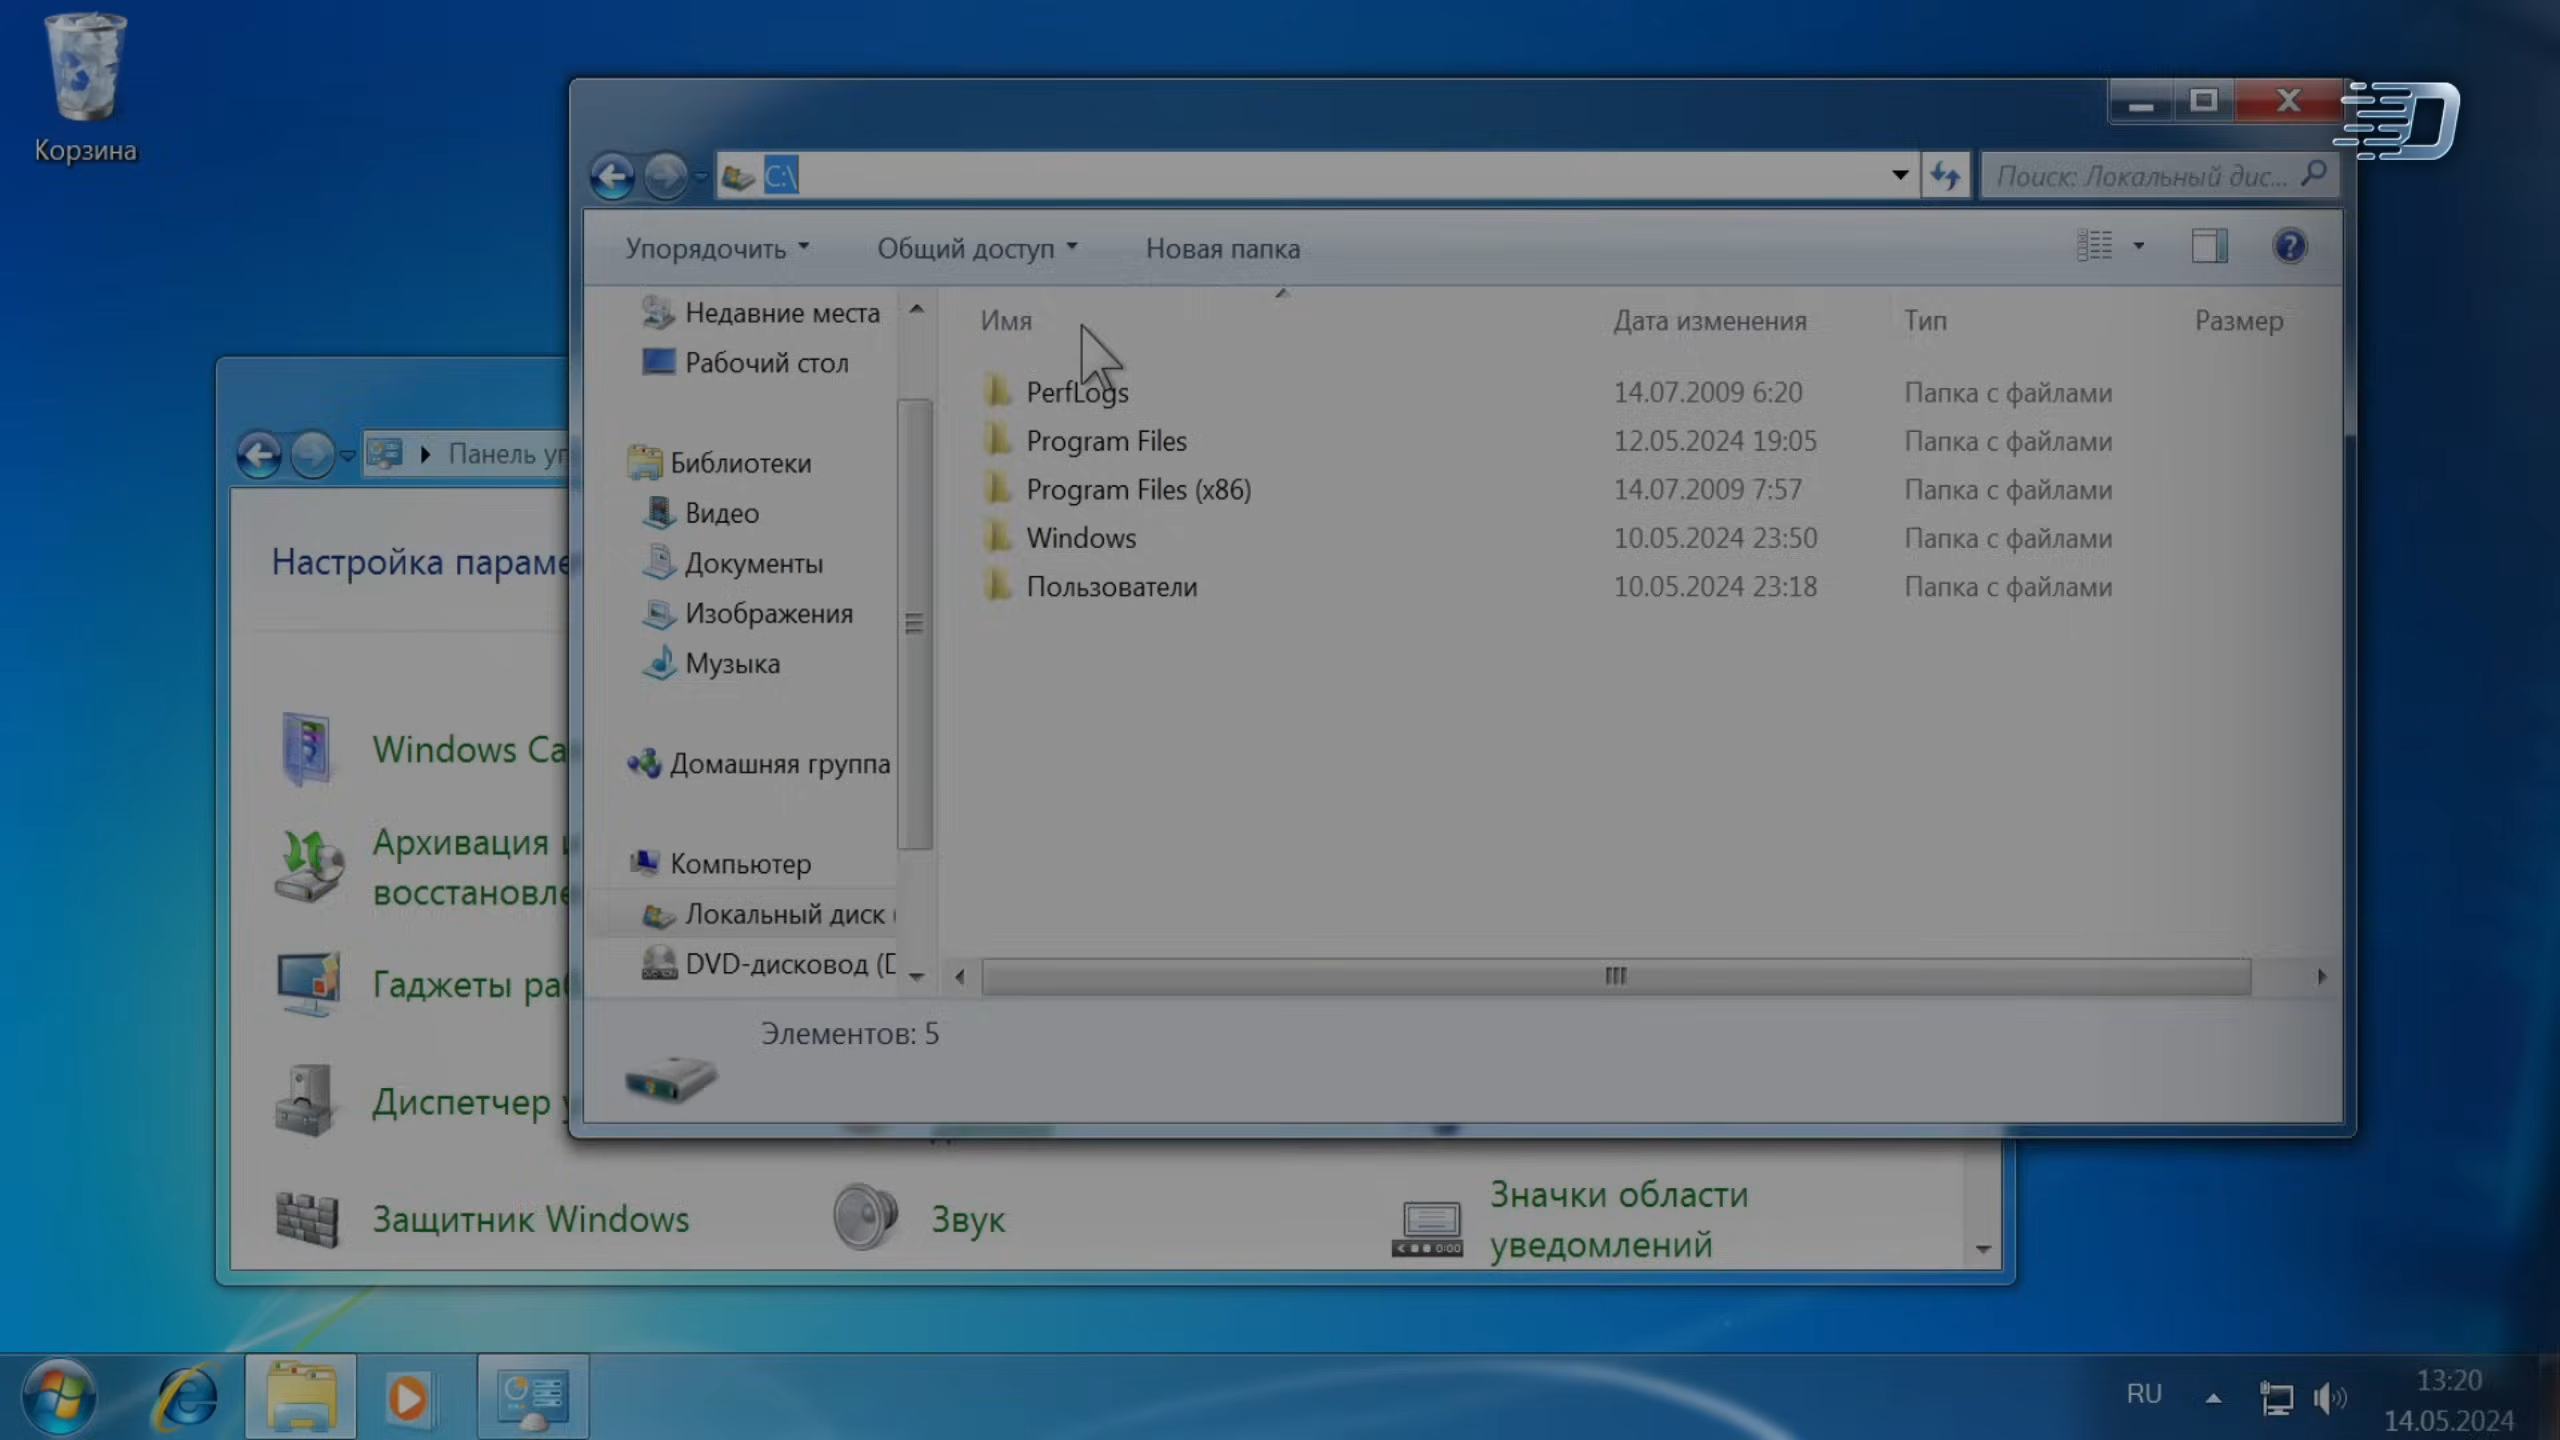 Корзина
C:\
Поиск: Локальный дис...
Упорядочить
Общий доступ
Новая папка
Недавние места
Рабочий стол
Библиотеки
Видео
Документы
Изображения
Музыка
Домашняя группа
Компьютер
Локальный диск
DVD-дисковод (D
Имя
Дата изменения
Тип
Размер
PerfLogs
14.07.2009 6:20
Папка с файлами
Program Files
12.05.2024 19:05
Папка с файлами
Program Files (x86)
14.07.2009 7:57
Папка с файлами
Windows
10.05.2024 23:50
Папка с файлами
Пользователи
10.05.2024 23:18
Папка с файлами
Элементов: 5
Панель уп
Настройка параме
Windows Ca
Архивация и
восстановле
Гаджеты раб
Диспетчер у
Защитник Windows
Звук
Значки области
уведомлений
RU
13:20
14.05.2024